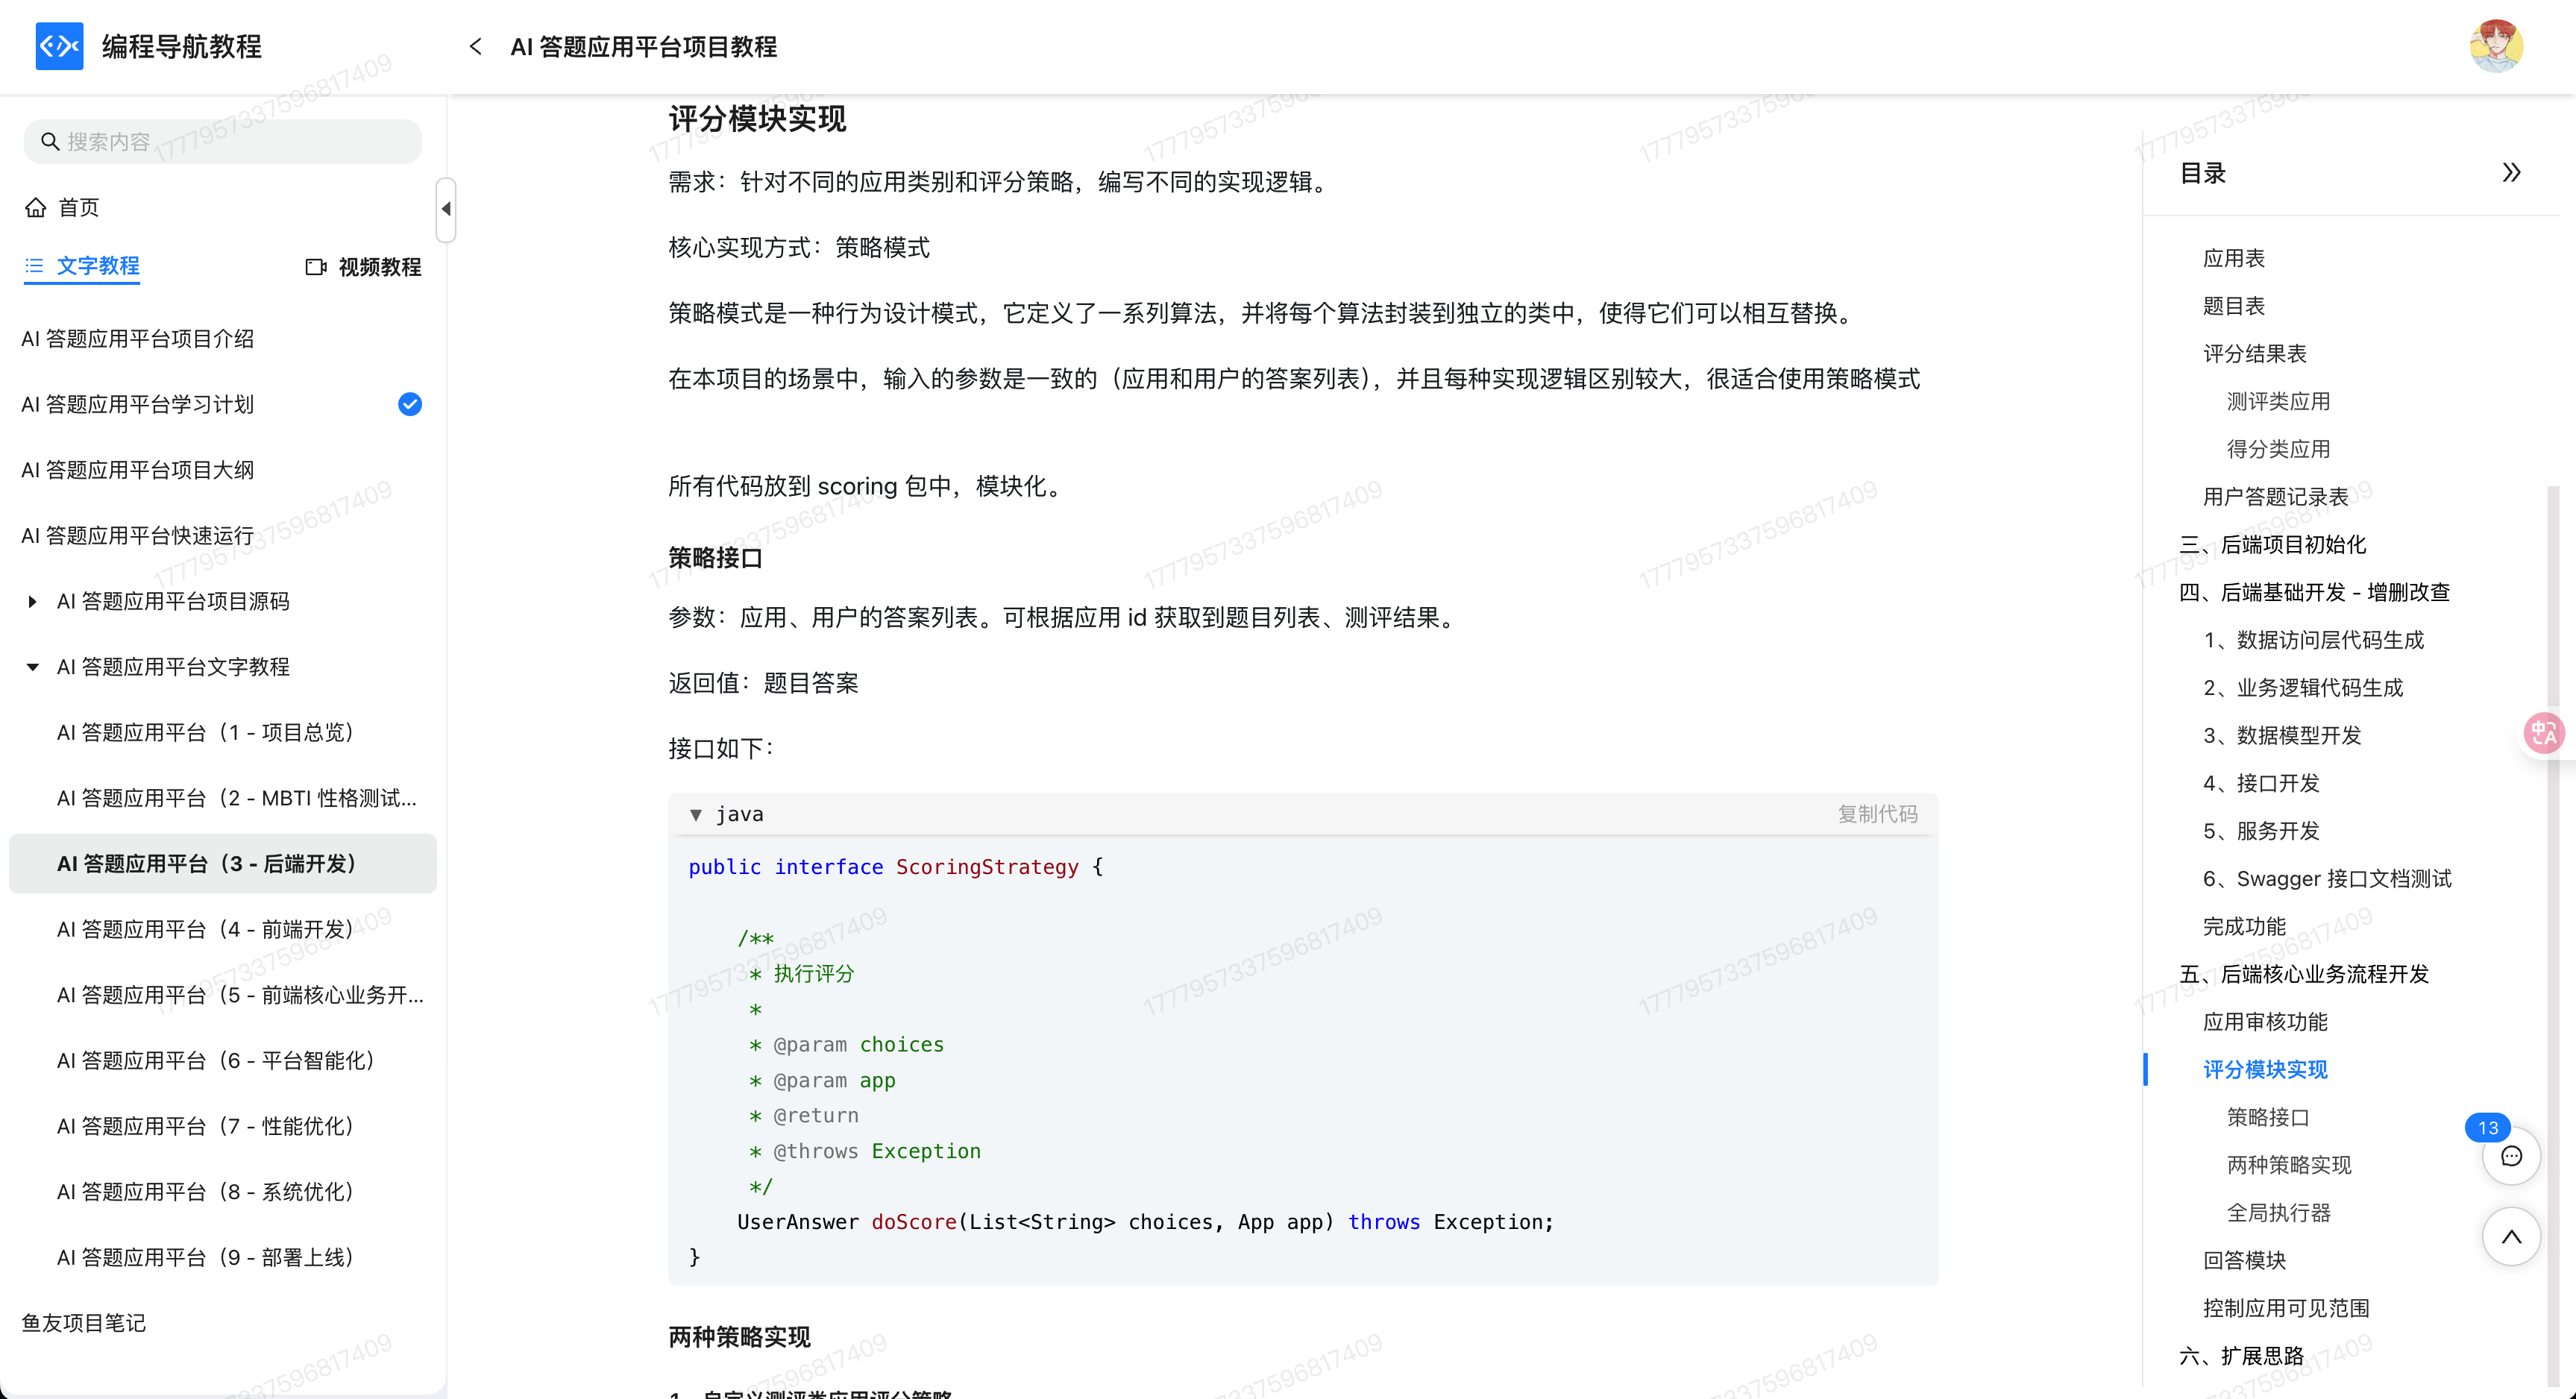 编程导航教程
AI 答题应用平台项目教程
搜索内容
首页
文字教程
视频教程
AI 答题应用平台项目介绍
AI 答题应用平台学习计划
AI 答题应用平台项目大纲
AI 答题应用平台快速运行
AI 答题应用平台项目源码
AI 答题应用平台文字教程
AI 答题应用平台（1 - 项目总览）
AI 答题应用平台（2 - MBTI 性格测试...
AI 答题应用平台（3 - 后端开发）
AI 答题应用平台（4 - 前端开发）
AI 答题应用平台（5 - 前端核心业务开...
AI 答题应用平台（6 - 平台智能化）
AI 答题应用平台（7 - 性能优化）
AI 答题应用平台（8 - 系统优化）
AI 答题应用平台（9 - 部署上线）
鱼友项目笔记
评分模块实现
需求：针对不同的应用类别和评分策略，编写不同的实现逻辑。
核心实现方式：策略模式
策略模式是一种行为设计模式，它定义了一系列算法，并将每个算法封装到独立的类中，使得它们可以相互替换。
在本项目的场景中，输入的参数是一致的（应用和用户的答案列表），并且每种实现逻辑区别较大，很适合使用策略模式
所有代码放到 scoring 包中，模块化。
策略接口
参数：应用、用户的答案列表。可根据应用 id 获取到题目列表、测评结果。
返回值：题目答案
接口如下：
▼ java
复制代码
public interface ScoringStrategy {
/**
* 执行评分
*
* @param choices
* @param app
* @return
* @throws Exception
*/
UserAnswer doScore(List<String> choices, App app) throws Exception;
}
两种策略实现
1、自定义测评类应用评分策略
目录
应用表
题目表
评分结果表
测评类应用
得分类应用
用户答题记录表
三、后端项目初始化
四、后端基础开发 - 增删改查
1、数据访问层代码生成
2、业务逻辑代码生成
3、数据模型开发
4、接口开发
5、服务开发
6、Swagger 接口文档测试
完成功能
五、后端核心业务流程开发
应用审核功能
评分模块实现
策略接口
两种策略实现
全局执行器
回答模块
控制应用可见范围
六、扩展思路
13
中A
1777957337596817409